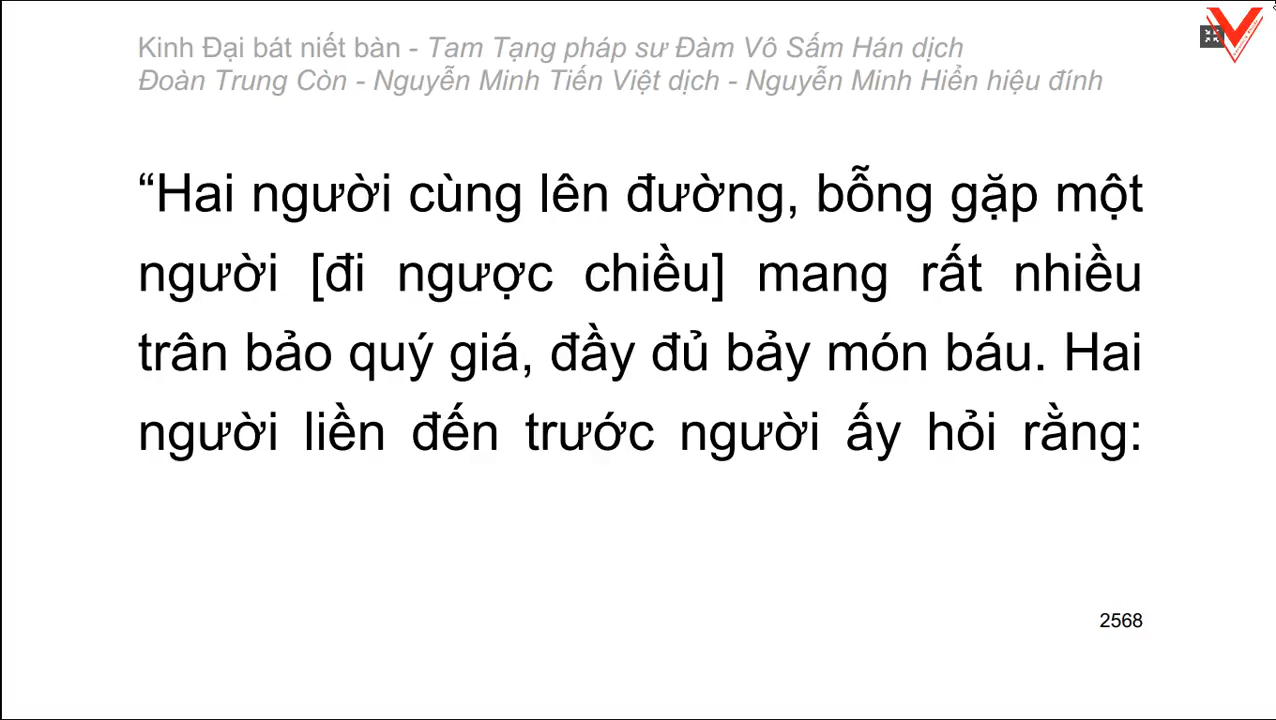 Kinh Đại bát niết bàn - Tam Tạng pháp sư Đàm Vô Sấm Hán dịch
Đoàn Trung Còn - Nguyễn Minh Tiến Việt dịch - Nguyễn Minh Hiển hiệu đính
“Hai người cùng lên đường, bỗng gặp một
người [đi ngược chiều] mang rất nhiều
trân bảo quý giá, đầy đủ bảy món báu. Hai
người liền đến trước người ấy hỏi rằng:
2568